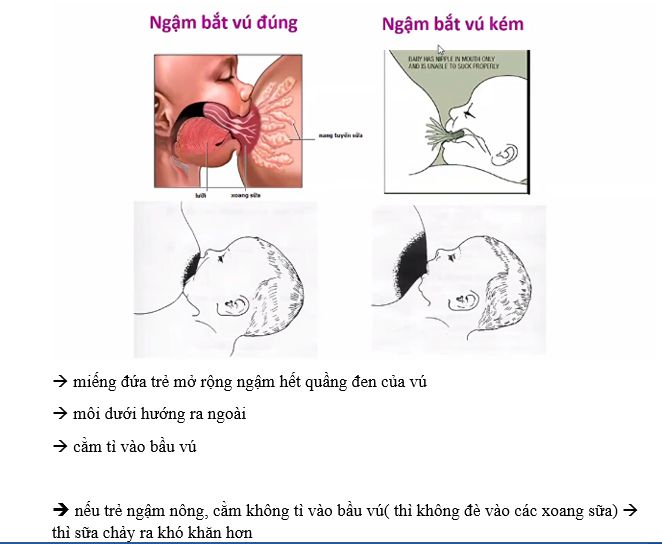 Ngậm bắt vú đúng
Ngậm bắt vú kém
BABY HAS NIPPLE IN MOUTH ONLY
AND IS UNABLE TO SUCK PROPERLY
nang tuyến sữa
lưỡi
xoang sữa
→ miếng đứa trẻ mở rộng ngậm hết quầng đen của vú
→ môi dưới hướng ra ngoài
→ cằm tì vào bầu vú
→ nếu trẻ ngậm nông, cằm không tì vào bầu vú( thì không đè vào các xoang sữa) →
thì sữa chảy ra khó khăn hơn